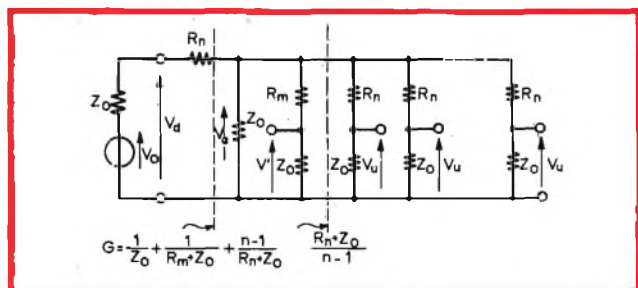 Rn
Zo
Vd
Vo
Va
Zo
Rm
V'
Zo
Rn
Zo
Vu
Rn
Zo
Vu
Rn
Zo
Vu
G=-1/Zo + 1/(Rm+Zo) + (n-1)/(Rn+Zo)
(Rn+Zo)/(n-1)